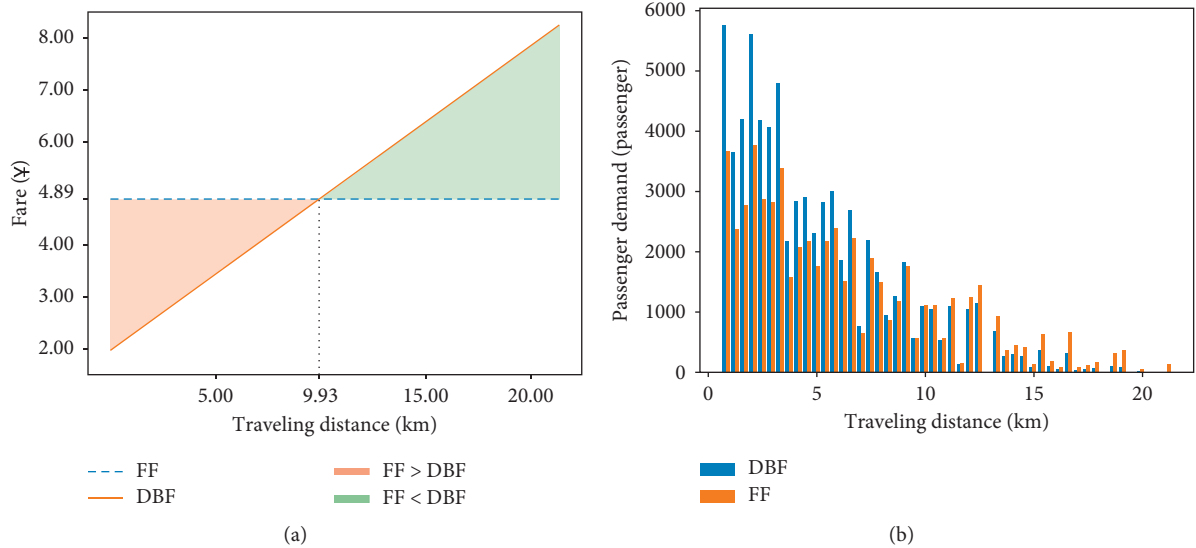 8.00
7.00
6.00
4.89
4.00
3.00
2.00
Fare (¥)
5.00
9.93
15.00
20.00
Traveling distance (km)
FF
DBF
FF > DBF
FF < DBF
(a)
6000
5000
4000
3000
2000
1000
0
Passenger demand (passenger)
0
5
10
15
20
Traveling distance (km)
DBF
FF
(b)